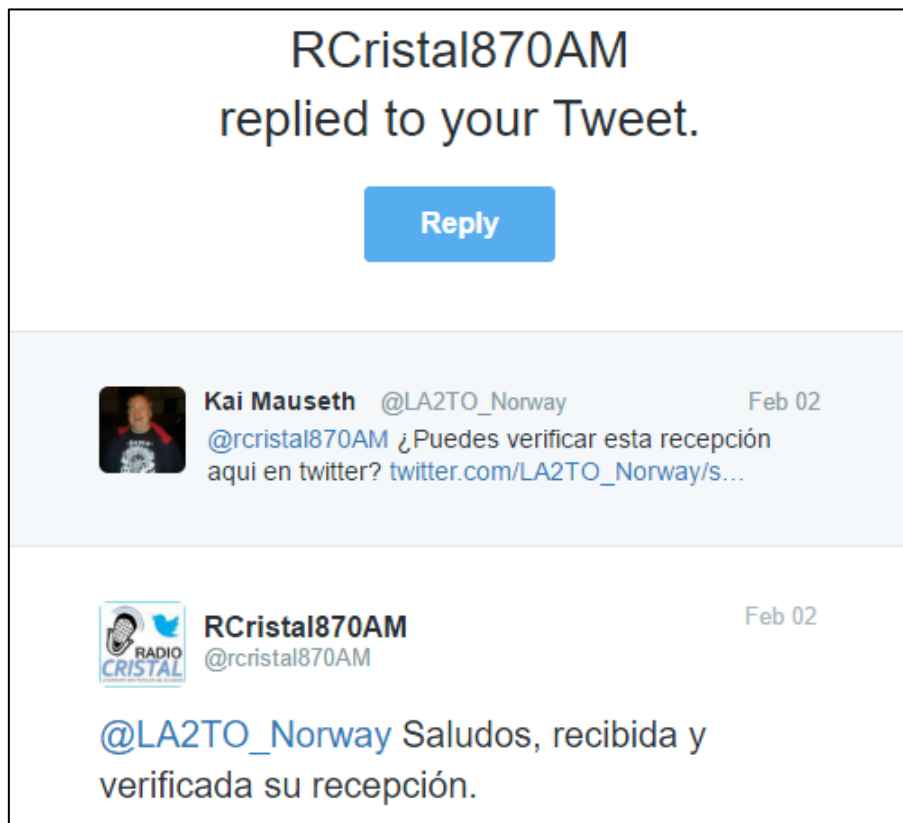 RCristal870AM
replied to your Tweet.
Reply
Kai Mauseth @LA2TO_Norway Feb 02
@rcristal870AM ¿Puedes verificar esta recepción
aqui en twitter? twitter.com/LA2TO_Norway/s…
RCristal870AM Feb 02
@rcristal870AM
RADIO
CRISTAL
@LA2TO_Norway Saludos, recibida y
verificada su recepción.